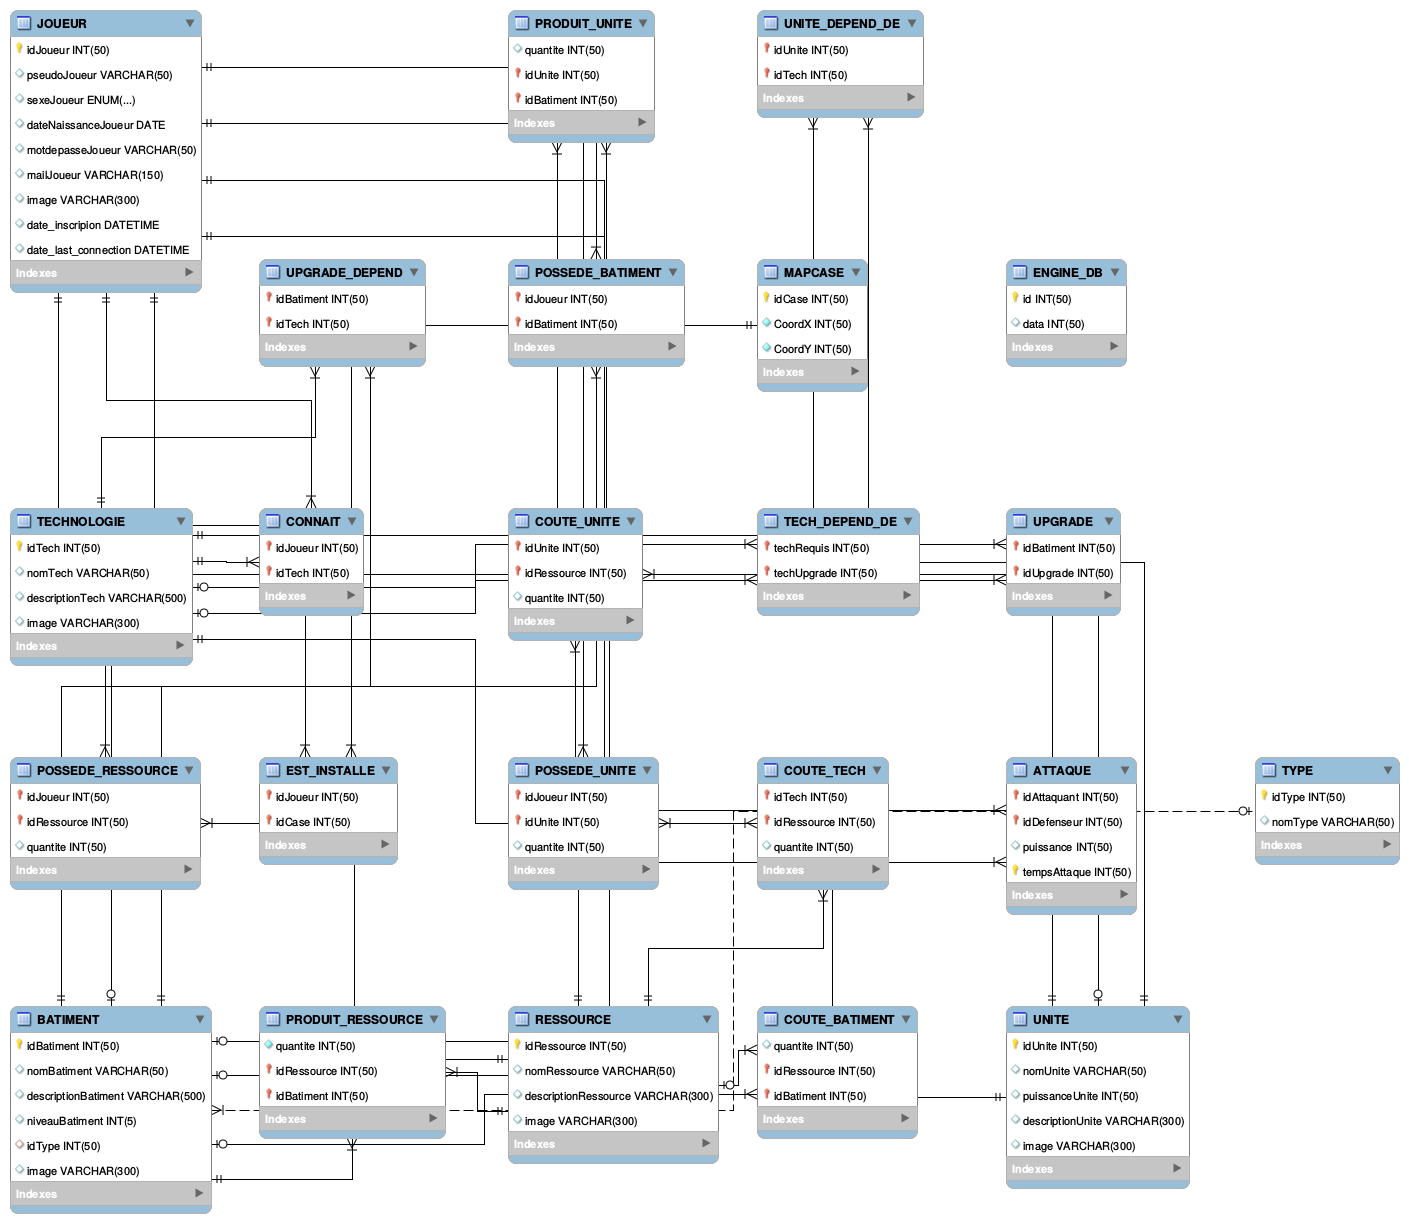 JOUEUR
idJoueur INT(50)
pseudoJoueur VARCHAR(50)
sexeJoueur ENUM(...)
dateNaissanceJoueur DATE
motdepasseJoueur VARCHAR(50)
mailJoueur VARCHAR(150)
image VARCHAR(300)
date_inscripion DATETIME
date_last_connection DATETIME
Indexes
PRODUIT_UNITE
quantite INT(50)
idUnite INT(50)
idBatiment INT(50)
Indexes
UNITE_DEPEND_DE
idUnite INT(50)
idTech INT(50)
Indexes
UPGRADE_DEPEND
idBatiment INT(50)
idTech INT(50)
Indexes
POSSEDE_BATIMENT
idJoueur INT(50)
idBatiment INT(50)
Indexes
MAPCASE
idCase INT(50)
CoordX INT(50)
CoordY INT(50)
Indexes
ENGINE_DB
id INT(50)
data INT(50)
Indexes
TECHNOLOGIE
idTech INT(50)
nomTech VARCHAR(50)
descriptionTech VARCHAR(500)
image VARCHAR(300)
Indexes
CONNAIT
idJoueur INT(50)
idTech INT(50)
Indexes
COUTE_UNITE
idUnite INT(50)
idRessource INT(50)
quantite INT(50)
Indexes
TECH_DEPEND_DE
techRequis INT(50)
techUpgrade INT(50)
Indexes
UPGRADE
idBatiment INT(50)
idUpgrade INT(50)
Indexes
POSSEDE_RESSOURCE
idJoueur INT(50)
idRessource INT(50)
quantite INT(50)
Indexes
EST_INSTALLE
idJoueur INT(50)
idCase INT(50)
Indexes
POSSEDE_UNITE
idJoueur INT(50)
idUnite INT(50)
quantite INT(50)
Indexes
COUTE_TECH
idTech INT(50)
idRessource INT(50)
quantite INT(50)
Indexes
ATTAQUE
idAttaquant INT(50)
idDefenseur INT(50)
puissance INT(50)
tempsAttaque INT(50)
Indexes
TYPE
idType INT(50)
nomType VARCHAR(50)
Indexes
BATIMENT
idBatiment INT(50)
nomBatiment VARCHAR(50)
descriptionBatiment VARCHAR(500)
niveauBatiment INT(5)
idType INT(50)
image VARCHAR(300)
Indexes
PRODUIT_RESSOURCE
quantite INT(50)
idRessource INT(50)
idBatiment INT(50)
Indexes
RESSOURCE
idRessource INT(50)
nomRessource VARCHAR(50)
descriptionRessource VARCHAR(300)
image VARCHAR(300)
Indexes
COUTE_BATIMENT
quantite INT(50)
idRessource INT(50)
idBatiment INT(50)
Indexes
UNITE
idUnite INT(50)
nomUnite VARCHAR(50)
puissanceUnite INT(50)
descriptionUnite VARCHAR(300)
image VARCHAR(300)
Indexes